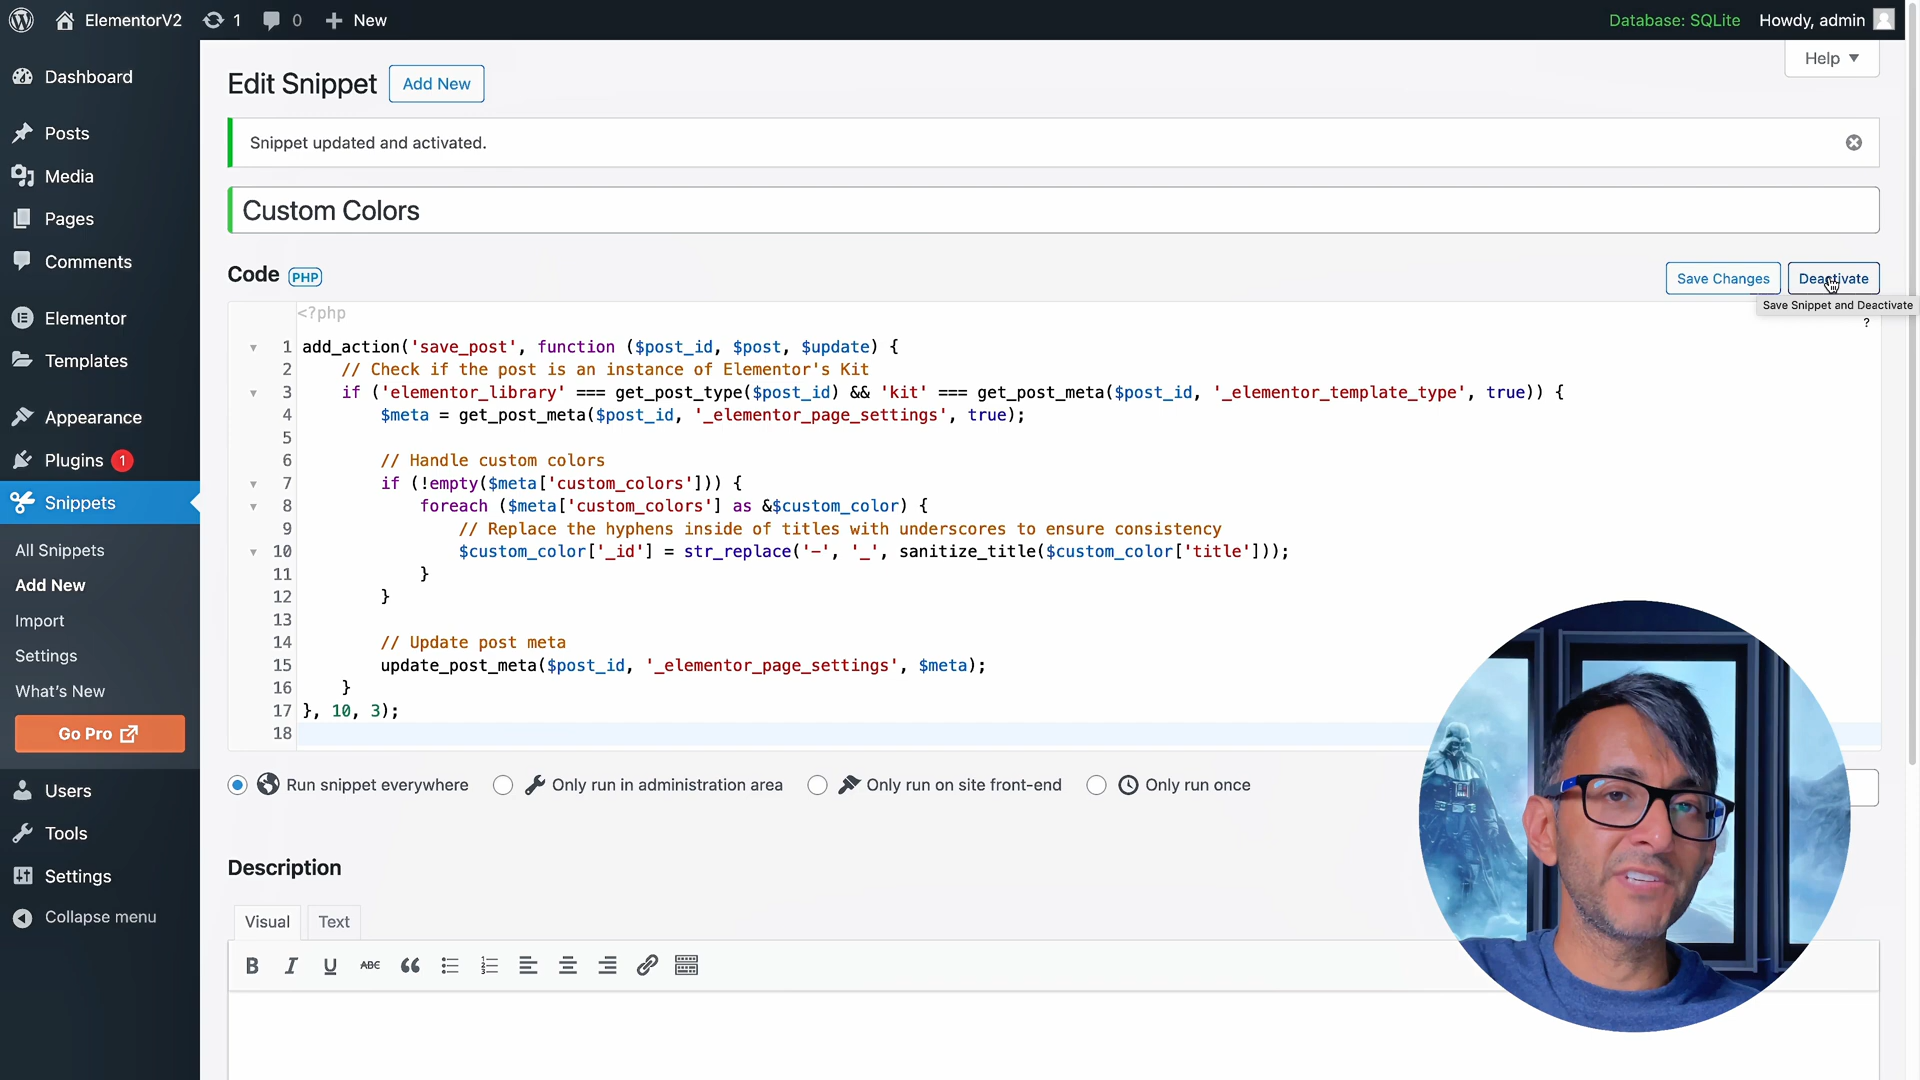 ElementorV2
1
0
New
Database: SQLite
Howdy, admin
Dashboard
Posts
Media
Pages
Comments
Elementor
Templates
Appearance
Plugins 1
Snippets
All Snippets
Add New
Import
Settings
What's New
Go Pro
Users
Tools
Settings
Collapse menu
Help
Edit Snippet
Add New
Snippet updated and activated.
Custom Colors
Code PHP
Save Changes
Deactivate
Save Snippet and Deactivate
?
<?php
1 add_action('save_post', function ($post_id, $post, $update) {
2 // Check if the post is an instance of Elementor's Kit
3 if ('elementor_library' === get_post_type($post_id) && 'kit' === get_post_meta($post_id, '_elementor_template_type', true)) {
4 $meta = get_post_meta($post_id, '_elementor_page_settings', true);
5
6 // Handle custom colors
7 if (!empty($meta['custom_colors'])) {
8 foreach ($meta['custom_colors'] as &$custom_color) {
9 // Replace the hyphens inside of titles with underscores to ensure consistency
10 $custom_color['_id'] = str_replace('-', '_', sanitize_title($custom_color['title']));
11 }
12 }
13
14 // Update post meta
15 update_post_meta($post_id, '_elementor_page_settings', $meta);
16 }
17 }, 10, 3);
18
Run snippet everywhere
Only run in administration area
Only run on site front-end
Only run once
Description
Visual
Text
B I U ABC